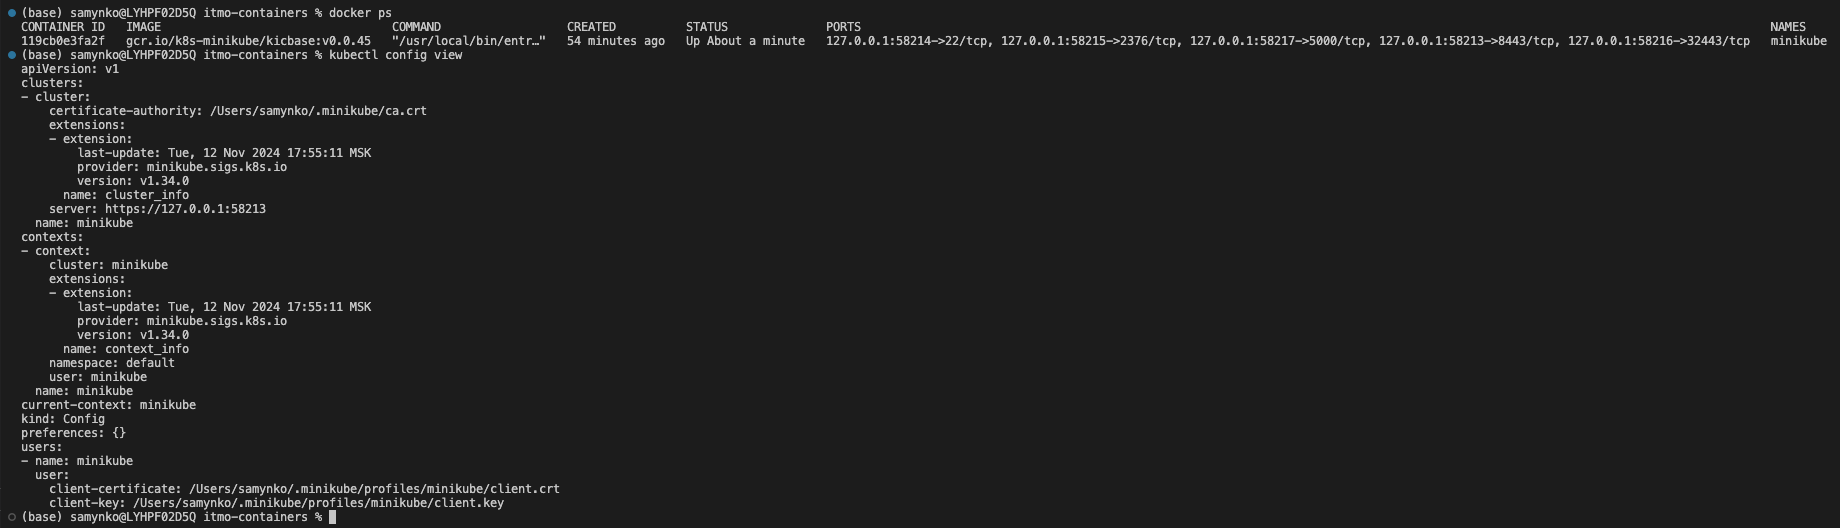 (base) samynko@LYHPF02D5Q itmo-containers % docker ps
CONTAINER ID   IMAGE                                 COMMAND                  CREATED          STATUS              PORTS                                                                                                                                  NAMES
119cb0e3fa2f   gcr.io/k8s-minikube/kicbase:v0.0.45   "/usr/local/bin/entr…"   54 minutes ago   Up About a minute   127.0.0.1:58214->22/tcp, 127.0.0.1:58215->2376/tcp, 127.0.0.1:58217->5000/tcp, 127.0.0.1:58213->8443/tcp, 127.0.0.1:58216->32443/tcp   minikube
(base) samynko@LYHPF02D5Q itmo-containers % kubectl config view
apiVersion: v1
clusters:
- cluster:
    certificate-authority: /Users/samynko/.minikube/ca.crt
    extensions:
    - extension:
        last-update: Tue, 12 Nov 2024 17:55:11 MSK
        provider: minikube.sigs.k8s.io
        version: v1.34.0
      name: cluster_info
    server: https://127.0.0.1:58213
  name: minikube
contexts:
- context:
    cluster: minikube
    extensions:
    - extension:
        last-update: Tue, 12 Nov 2024 17:55:11 MSK
        provider: minikube.sigs.k8s.io
        version: v1.34.0
      name: context_info
    namespace: default
    user: minikube
  name: minikube
current-context: minikube
kind: Config
preferences: {}
users:
- name: minikube
  user:
    client-certificate: /Users/samynko/.minikube/profiles/minikube/client.crt
    client-key: /Users/samynko/.minikube/profiles/minikube/client.key
(base) samynko@LYHPF02D5Q itmo-containers %